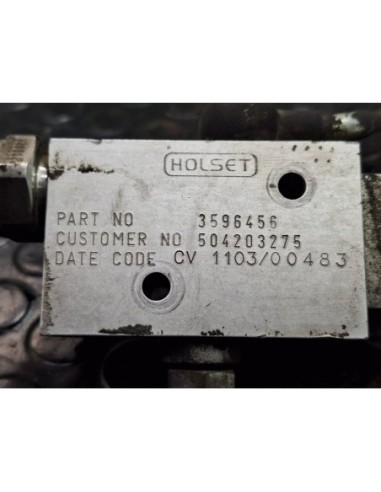 HOLSET
PART NO 3596456
CUSTOMER NO 504203275
DATE CODE CV 1103/00483